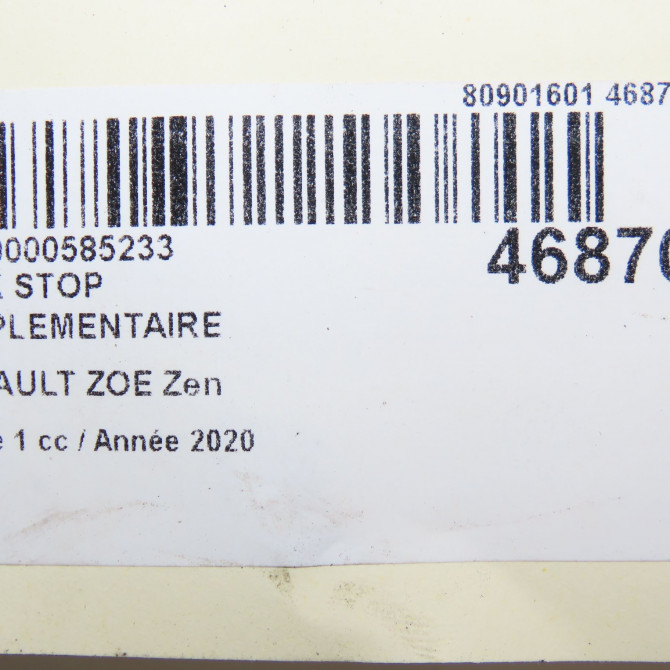 80901601 4687
0000585233
46870
STOP
PLEMENTAIRE
AULT ZOE Zen
e 1 cc / Année 2020